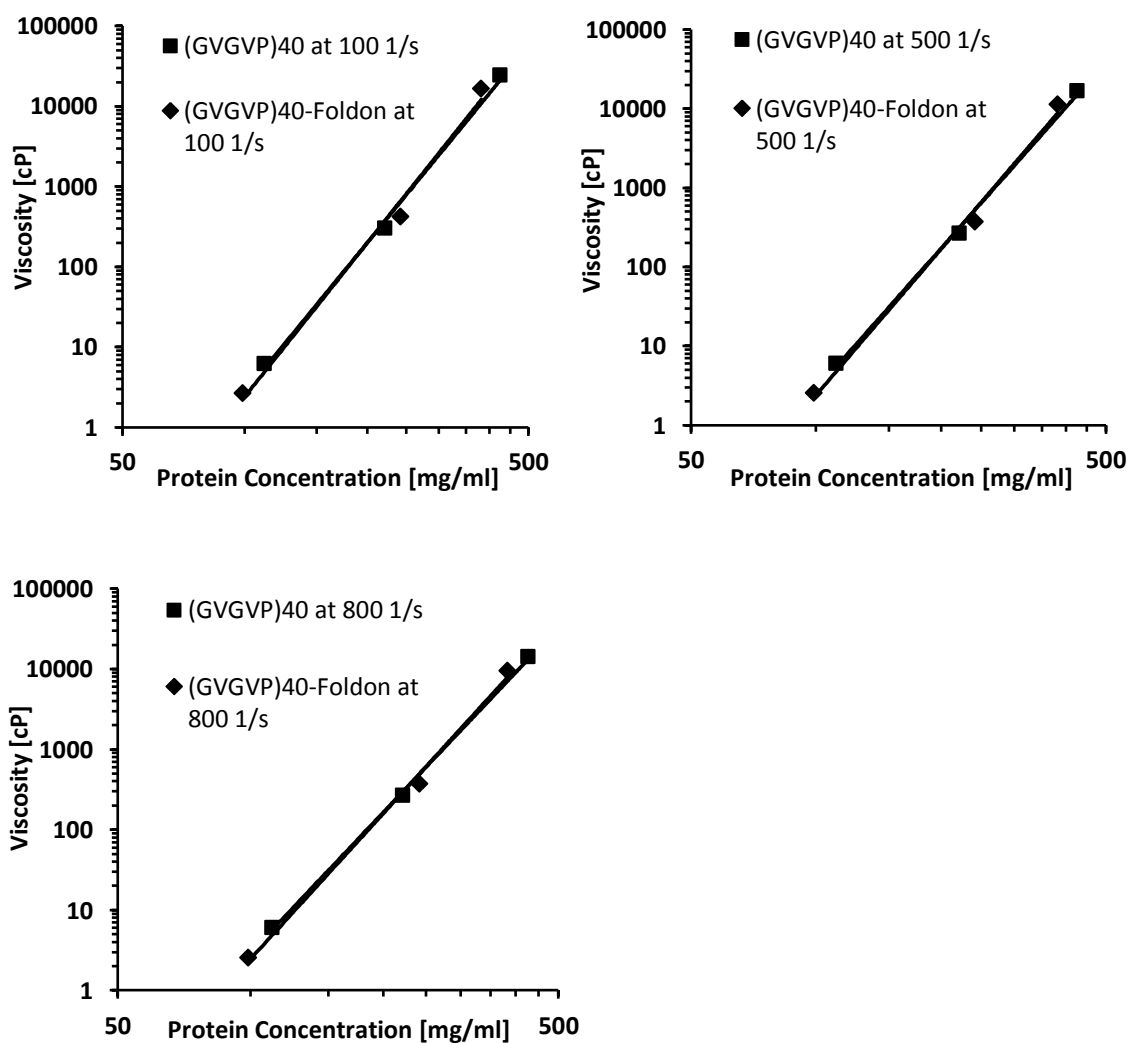 100000
10000
1000
100
10
1
Viscosity [cP]
(GVGVP)40 at 100 1/s
(GVGVP)40-Foldon at
100 1/s
50
500
Protein Concentration [mg/ml]
100000
10000
1000
100
10
1
Viscosity [cP]
(GVGVP)40 at 500 1/s
(GVGVP)40-Foldon at
500 1/s
50
500
Protein Concentration [mg/ml]
100000
10000
1000
100
10
1
Viscosity [cP]
(GVGVP)40 at 800 1/s
(GVGVP)40-Foldon at
800 1/s
50
500
Protein Concentration [mg/ml]